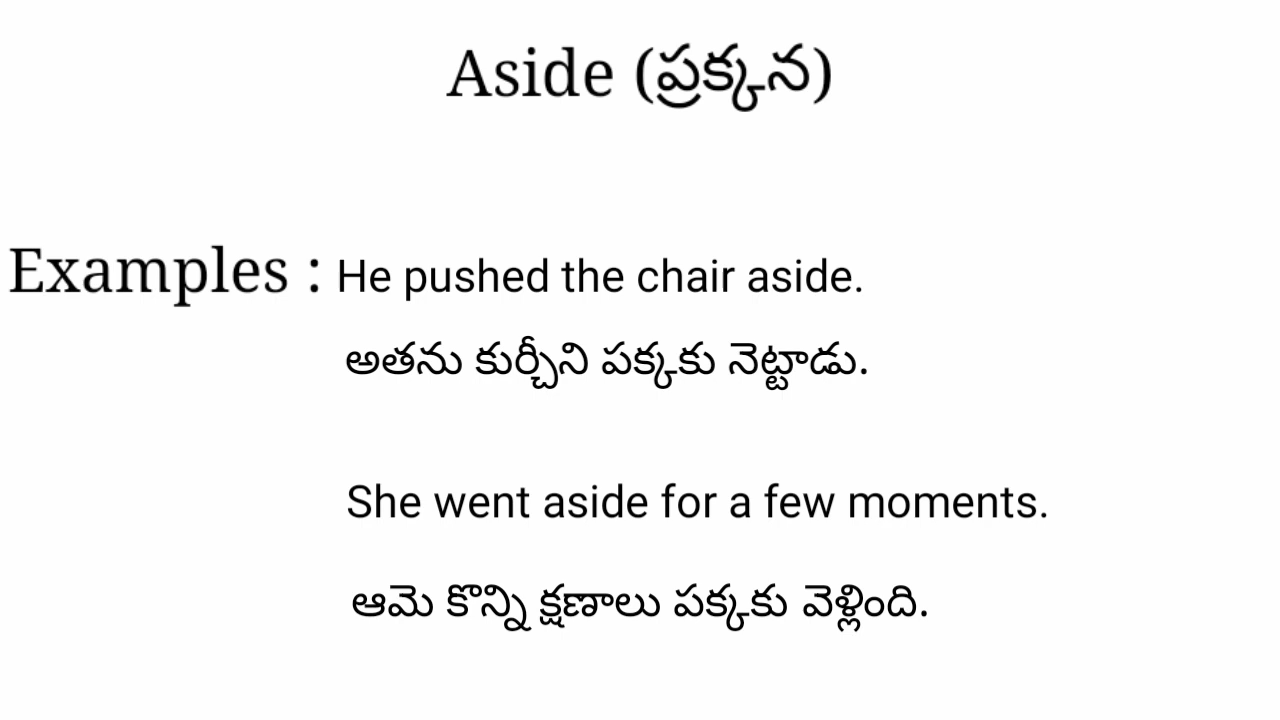 Aside (ప్రక్కన)
Examples : He pushed the chair aside.
అతను కుర్చీని పక్కకు నెట్టాడు.
She went aside for a few moments.
ఆమె కొన్ని క్షణాలు పక్కకు వెళ్లింది.